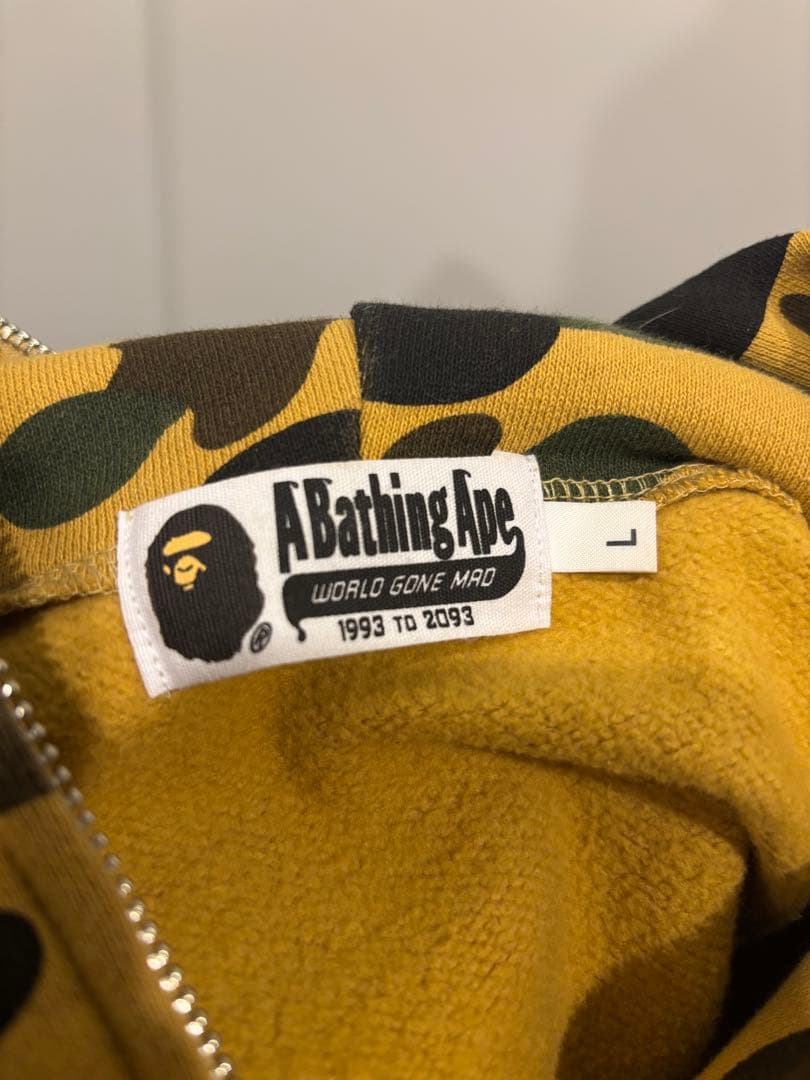 A Bathing Ape
WORLD GONE MAD
1993 TO 2093
®
L